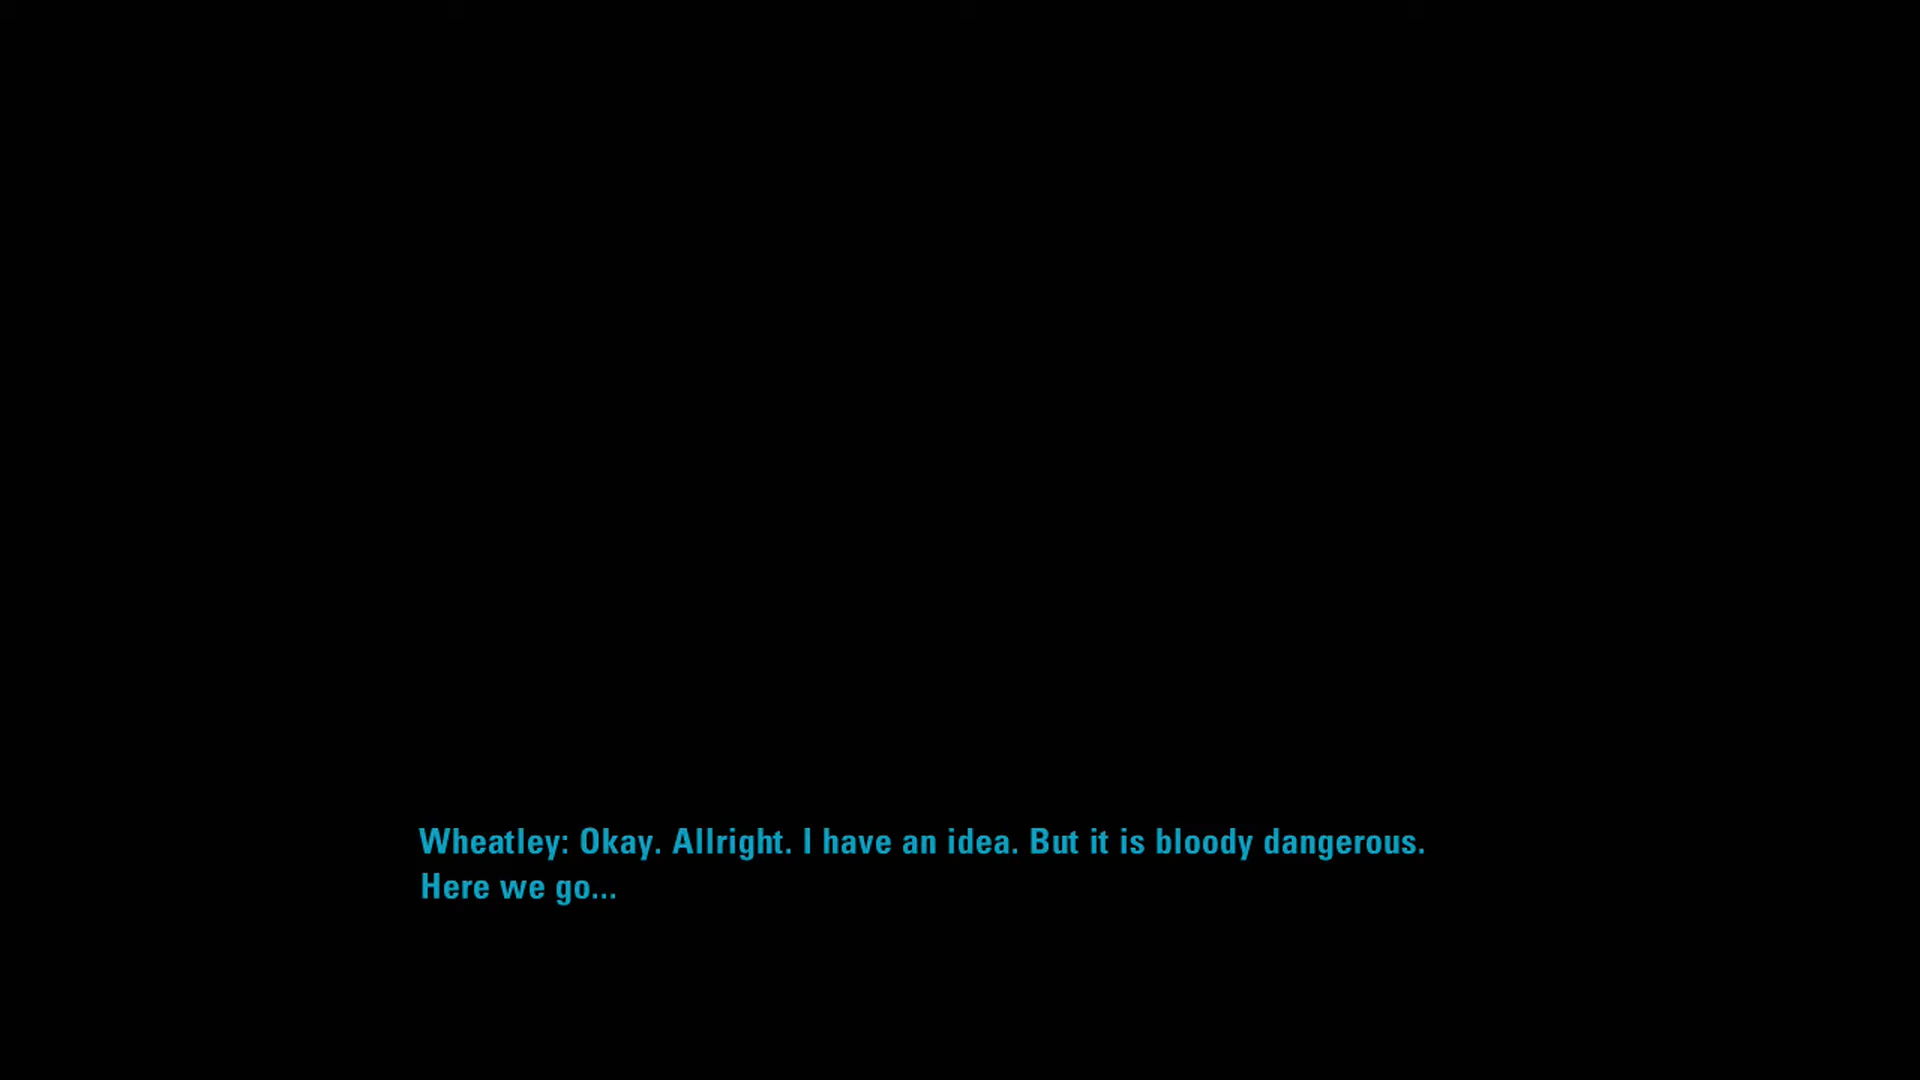 Wheatley: Okay. Allright. I have an idea. But it is bloody dangerous.
Here we go...